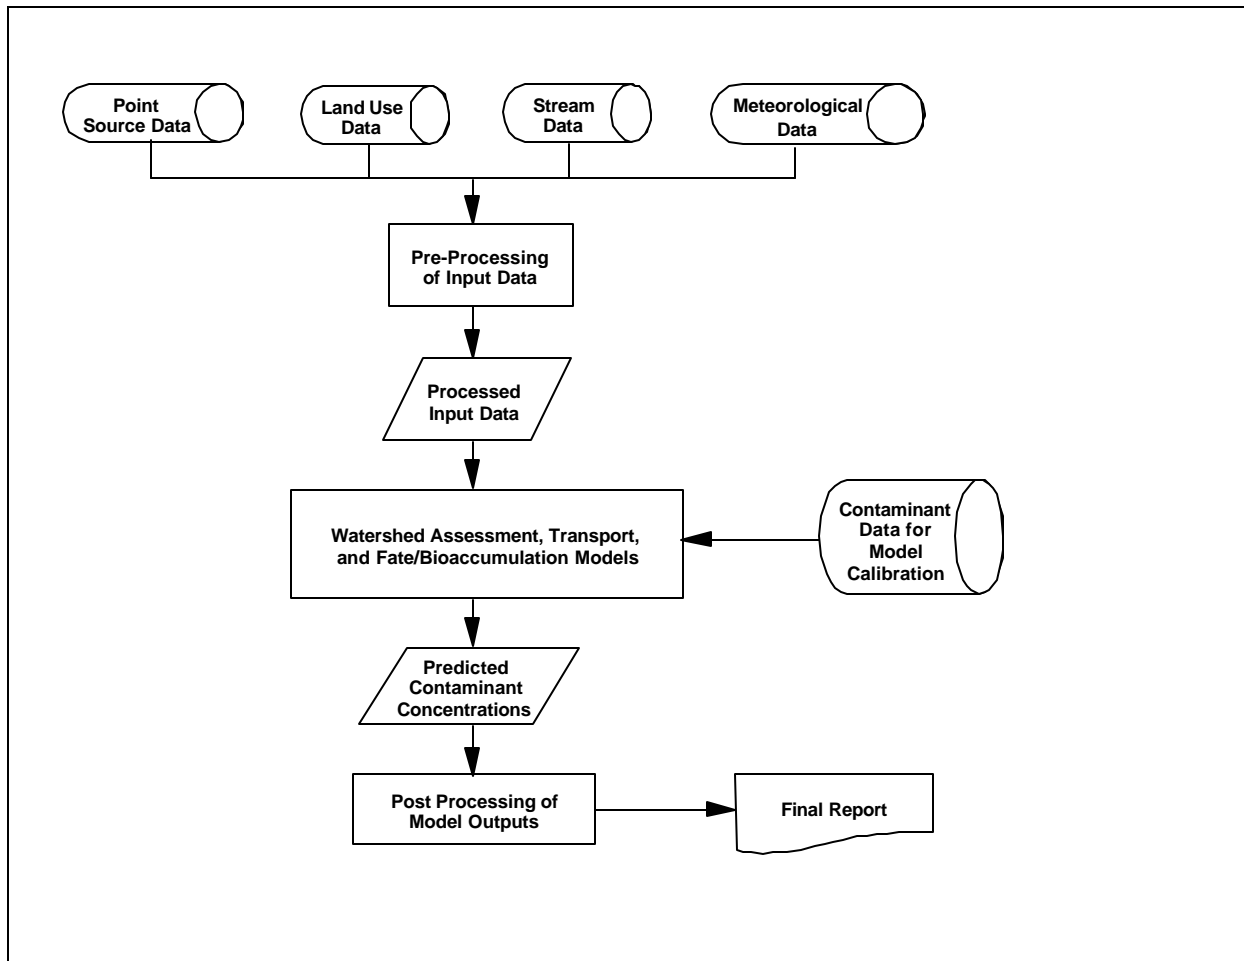 Point
Source Data
Land Use
Data
Stream
Data
Meteorological
Data
Pre-Processing
of Input Data
Processed
Input Data
Watershed Assessment, Transport,
and Fate/Bioaccumulation Models
Contaminant
Data for
Model
Calibration
Predicted
Contaminant
Concentrations
Post Processing of
Model Outputs
Final Report